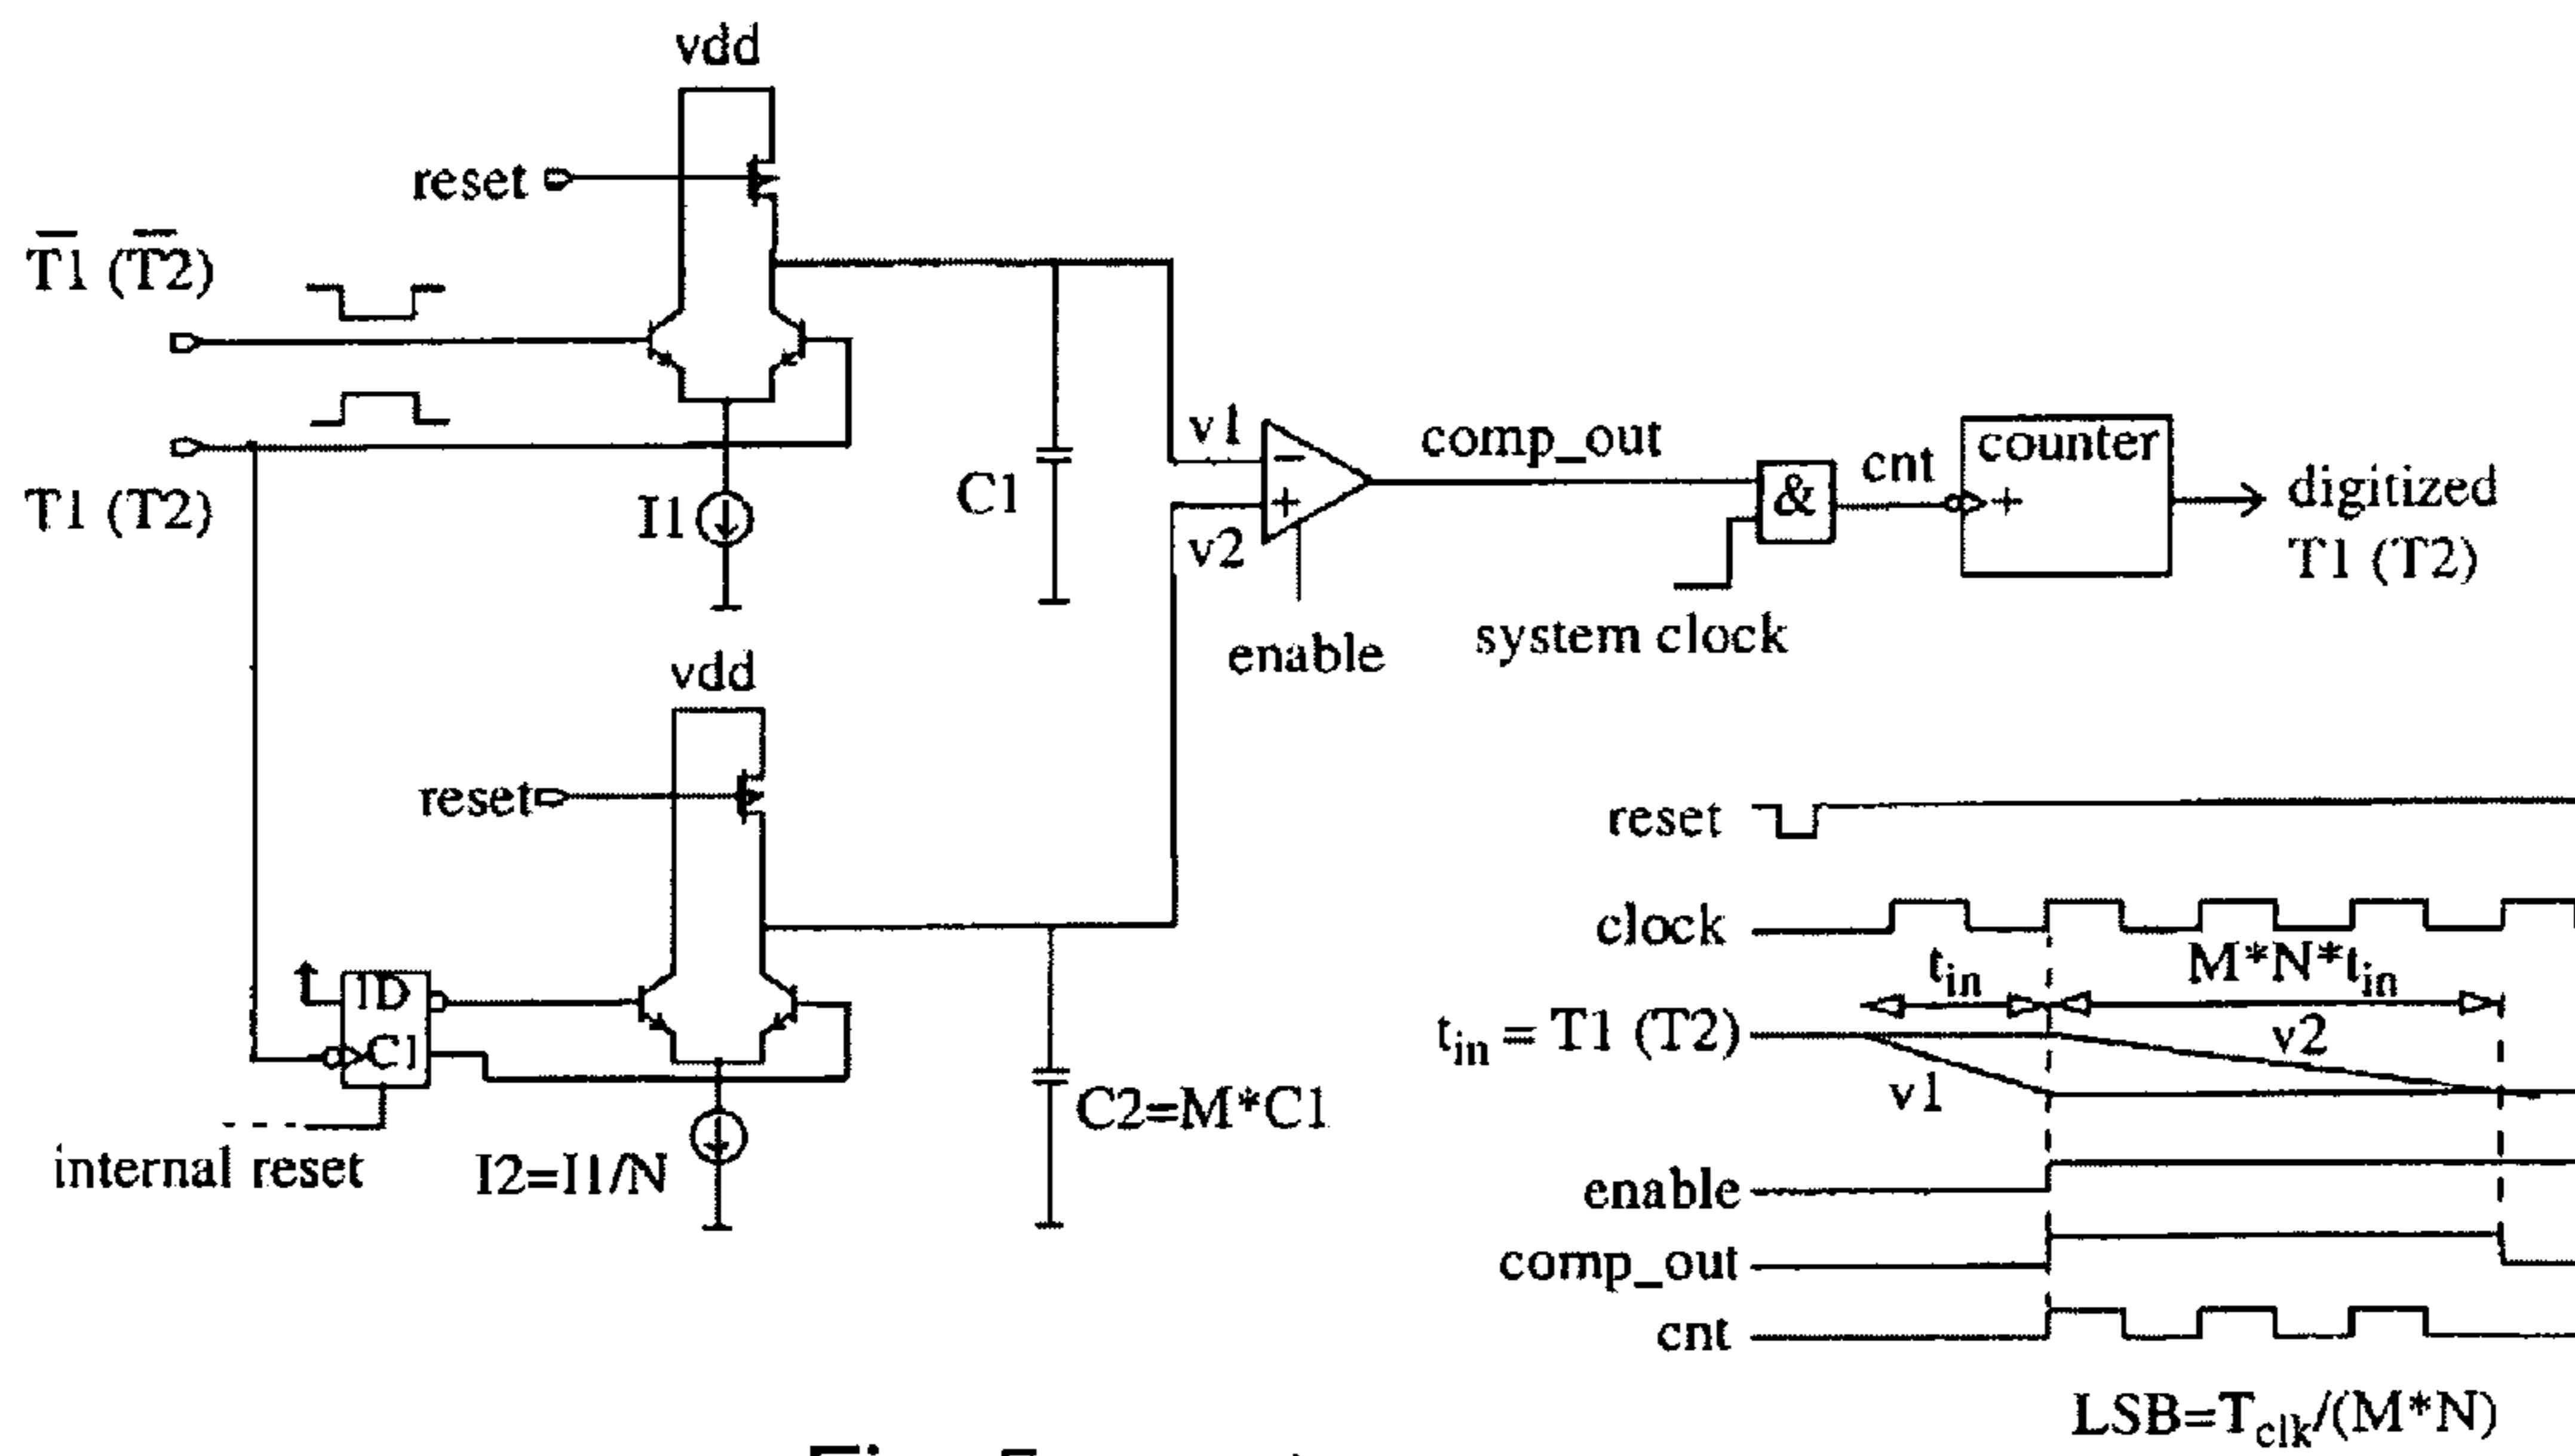 vdd
reset
T̅1̅ (T̅2̅)
T1 (T2)
I1
C1
v1
−
+
v2
enable
comp_out
&
system clock
cnt
counter
+
digitized
T1 (T2)
vdd
reset
1D
C1
internal reset
I2=I1/N
C2=M*C1
reset
clock
t_in
M*N*t_in
t_in = T1 (T2)
v2
v1
enable
comp_out
cnt
LSB=T_clk/(M*N)